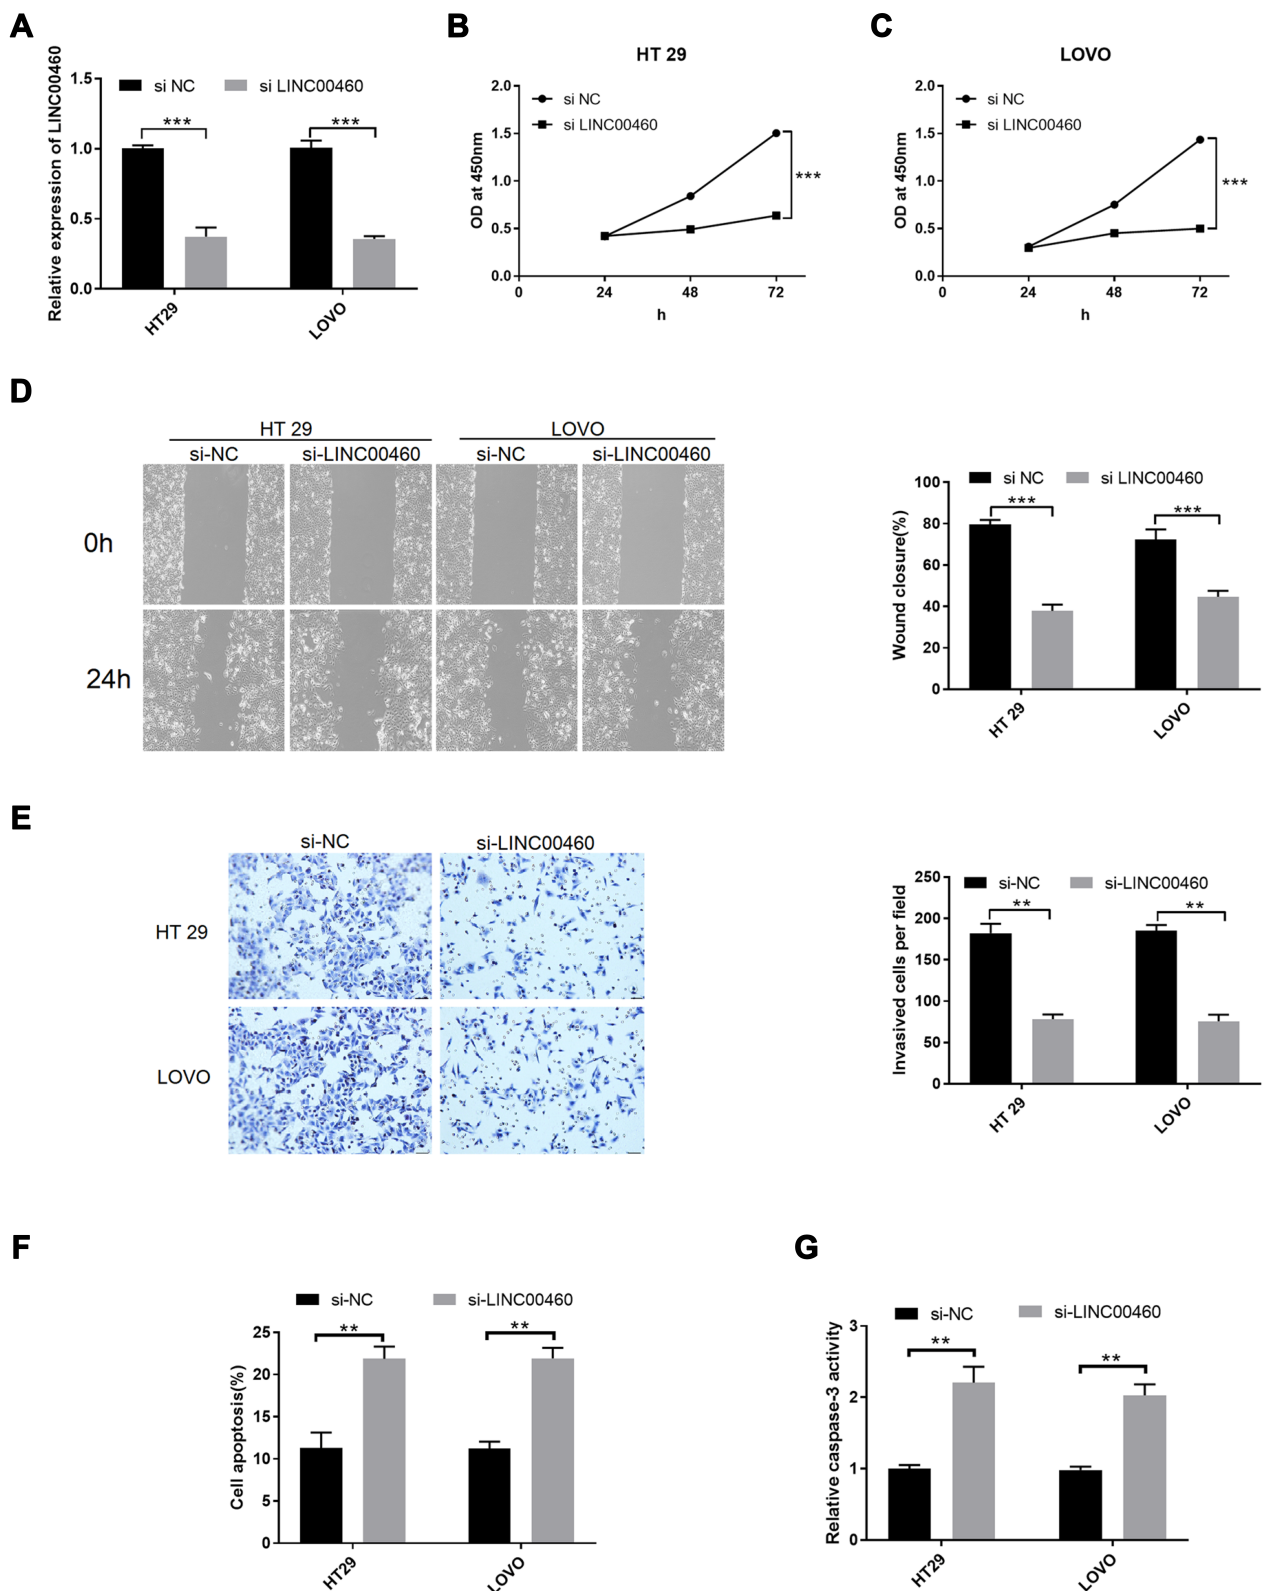 A
Relative expression of LINC00460
si NC
si LINC00460
1.5
1.0
0.5
0.0
***
***
HT29
LOVO
B
HT 29
OD at 450nm
2.0
1.5
1.0
0.5
0.0
si NC
si LINC00460
***
0
24
48
72
h
C
LOVO
OD at 450nm
2.0
1.5
1.0
0.5
0.0
si NC
si LINC00460
***
0
24
48
72
h
D
HT 29
LOVO
si-NC
si-LINC00460
si-NC
si-LINC00460
0h
24h
si NC
si LINC00460
Wound closure(%)
100
80
60
40
20
0
***
***
HT 29
LOVO
E
si-NC
si-LINC00460
HT 29
LOVO
si-NC
si-LINC00460
Invasived cells per field
250
200
150
100
50
0
**
**
HT 29
LOVO
F
si-NC
si-LINC00460
Cell apoptosis(%)
25
20
15
10
5
0
**
**
HT29
LOVO
G
si-NC
si-LINC00460
Relative caspase-3 activity
3
2
1
0
**
**
HT29
LOVO